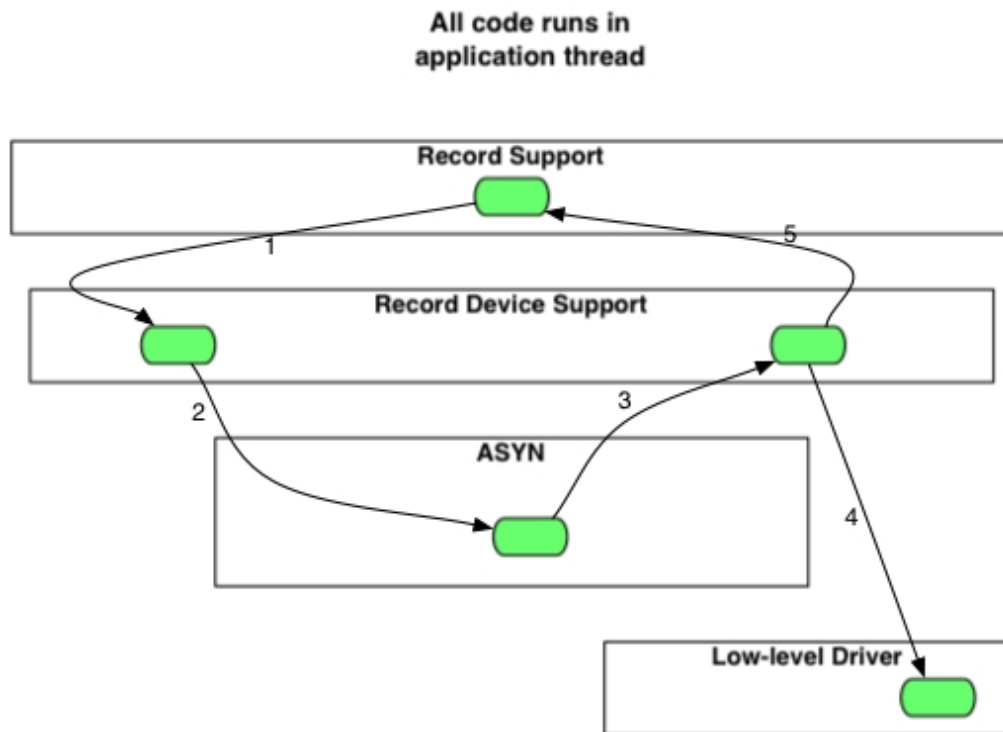 All code runs in
application thread
Record Support
1
5
Record Device Support
2
3
ASYN
4
Low-level Driver